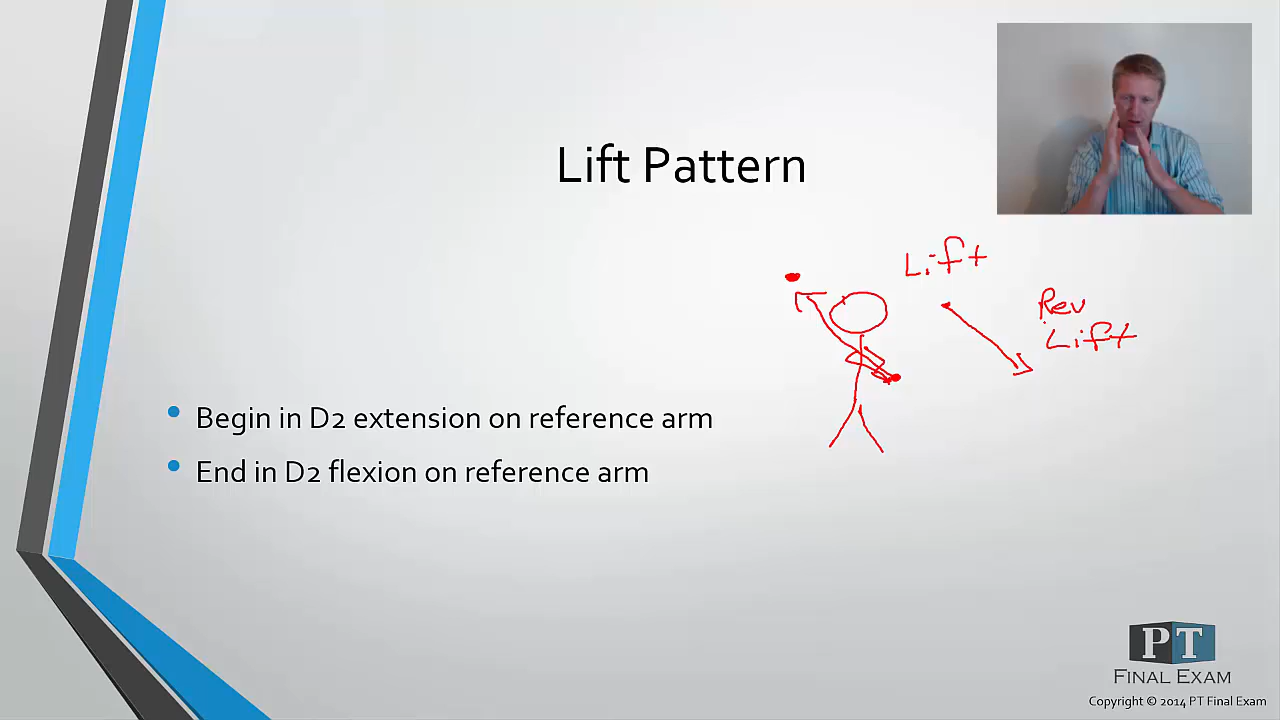 Lift Pattern
Lift
Rev
Lift
Begin in D2 extension on reference arm
End in D2 flexion on reference arm
PT
FINAL EXAM
Copyright © 2014 PT Final Exam